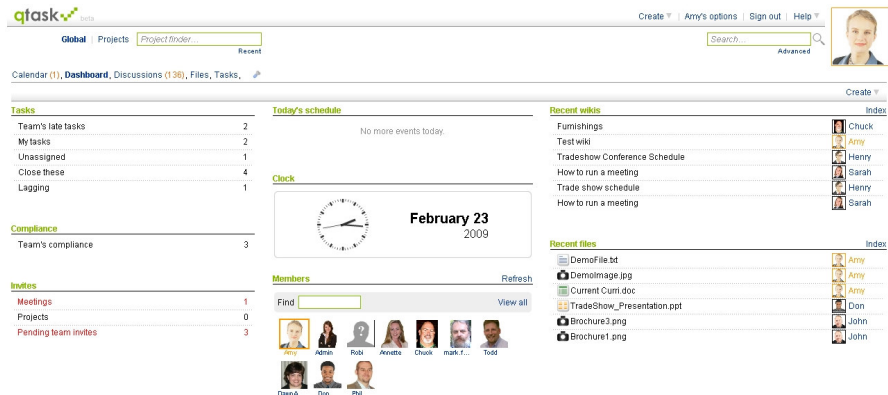 qtask beta
Create ▼ | Amy's options | Sign out | Help ▼
Global | Projects Project finder... Search...
Recent Advanced
Calendar (1), Dashboard, Discussions (136), Files, Tasks,
Create ▼
Tasks
Team's late tasks 2
My tasks 2
Unassigned 1
Close these 4
Lagging 1
Compliance
Team's compliance 3
Invites
Meetings 1
Projects 0
Pending team invites 3
Today's schedule
No more events today.
Clock
February 23
2009
Members Refresh
Find View all
Amy Admin Robi Annette Chuck mark.f... Todd
Dawn A. Don Phil
Recent wikis Index
Furnishings Chuck
Test wiki Amy
Tradeshow Conference Schedule Henry
How to run a meeting Sarah
Trade show schedule Henry
How to run a meeting Sarah
Recent files Index
DemoFile.txt Amy
DemoImage.jpg Amy
Current Curri.doc Amy
TradeShow_Presentation.ppt Don
Brochure3.png John
Brochure1.png John